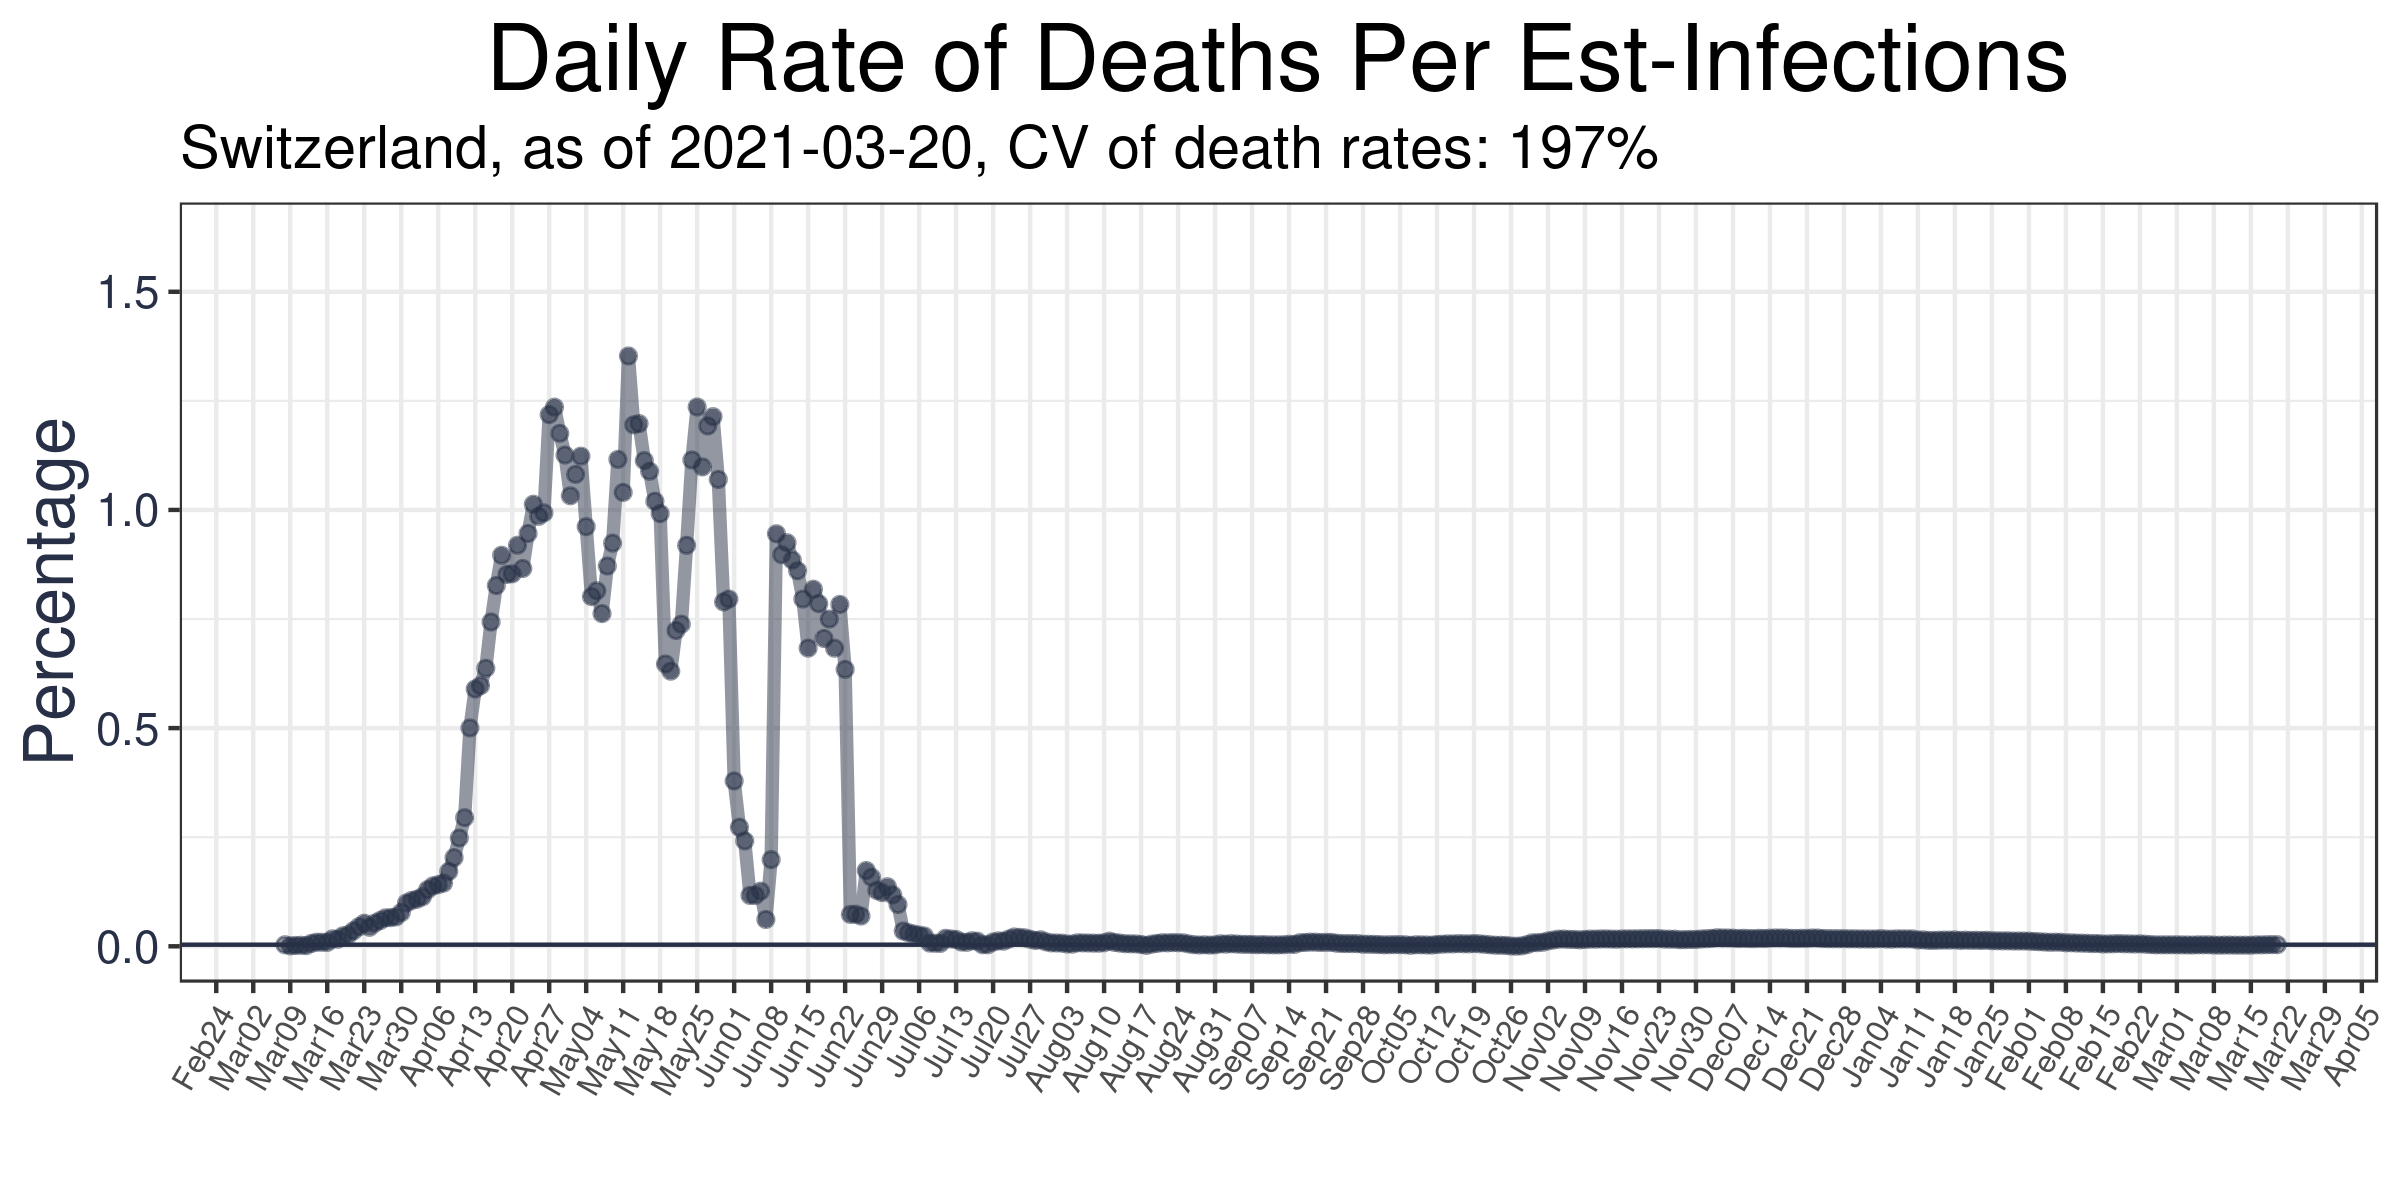 Daily Rate of Deaths Per Est-Infections
Switzerland, as of 2021-03-20, CV of death rates: 197%
Percentage
1.5
1.0
0.5
0.0
Feb24
Mar02
Mar09
Mar16
Mar23
Mar30
Apr06
Apr13
Apr20
Apr27
May04
May11
May18
May25
Jun01
Jun08
Jun15
Jun22
Jun29
Jul06
Jul13
Jul20
Jul27
Aug03
Aug10
Aug17
Aug24
Aug31
Sep07
Sep14
Sep21
Sep28
Oct05
Oct12
Oct19
Oct26
Nov02
Nov09
Nov16
Nov23
Nov30
Dec07
Dec14
Dec21
Dec28
Jan04
Jan11
Jan18
Jan25
Feb01
Feb08
Feb15
Feb22
Mar01
Mar08
Mar15
Mar22
Mar29
Apr05